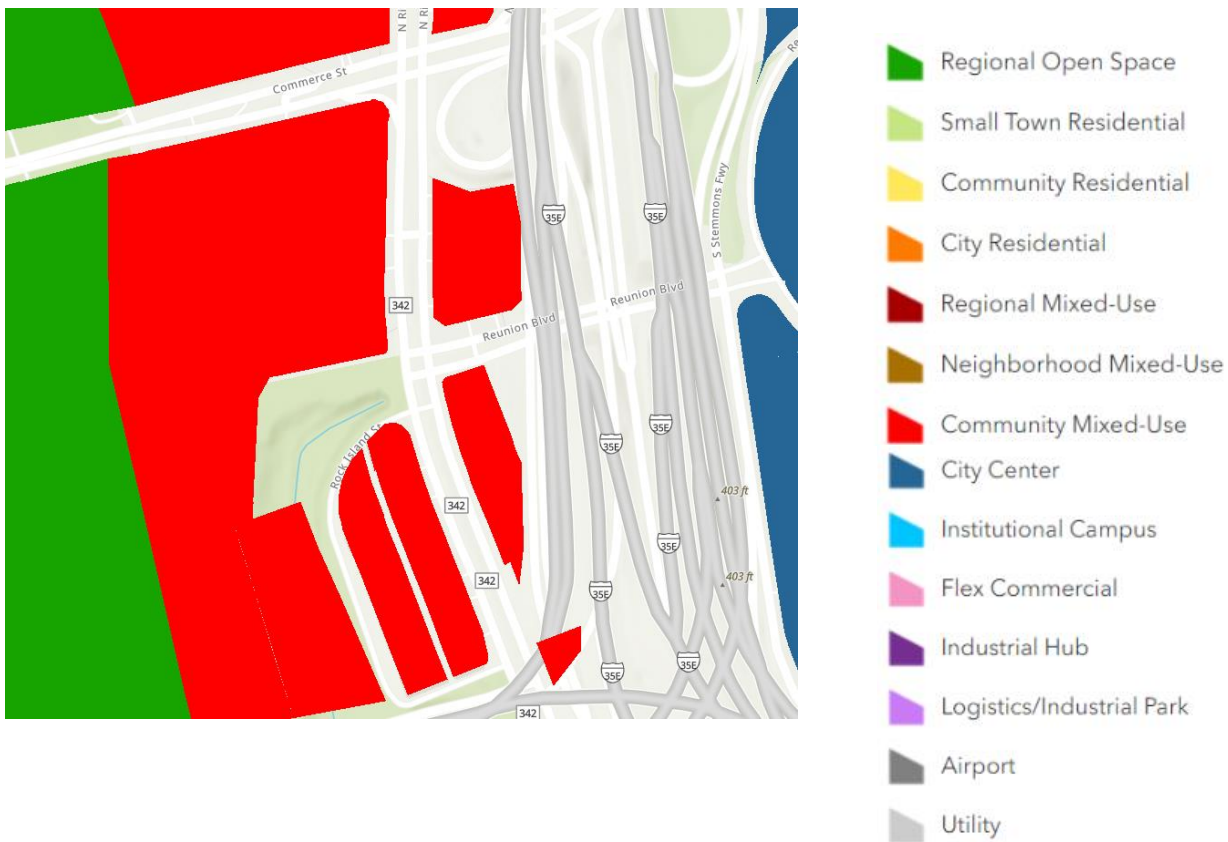 N Ri
N Ri
Commerce St
Re
35E
35E
S Stemmons Fwy
342
Reunion Blvd
Reunion Blvd
Rock Island St
35E
35E
342
403 ft
35E
342
403 ft
35E
35E
35E
342
Regional Open Space
Small Town Residential
Community Residential
City Residential
Regional Mixed-Use
Neighborhood Mixed-Use
Community Mixed-Use
City Center
Institutional Campus
Flex Commercial
Industrial Hub
Logistics/Industrial Park
Airport
Utility